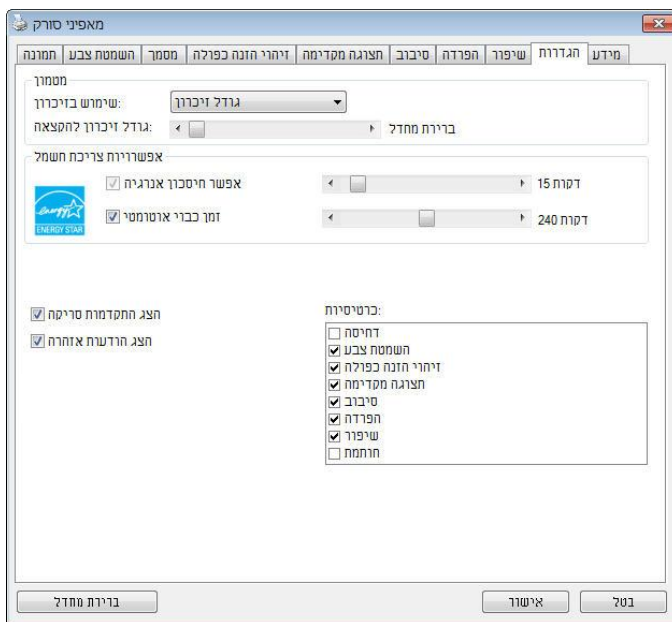 מאפיני סורק
תמונה
השמטת צבע
מסמך
זיהוי הזנה כפולה
תצוגה מקדימה
סיבוב
הפרדה
שיפור
הגדרות
מידע
מטמון
שימוש בזיכרון:
גודל זיכרון
גודל זיכרון להקצאה:
ברירת מחדל
אפשרויות צריכת חשמל
energy
ENERGY STAR
אפשר חיסכון אנרגיה
15 דקות
זמן כבוי אוטומטי
240 דקות
הצג התקדמות סריקה
הצג הודעות אזהרה
כרטיסיות:
דחיסה
השמטת צבע
זיהוי הזנה כפולה
תצוגה מקדימה
סיבוב
הפרדה
שיפור
חותמת
ברירת מחדל
אישור
בטל